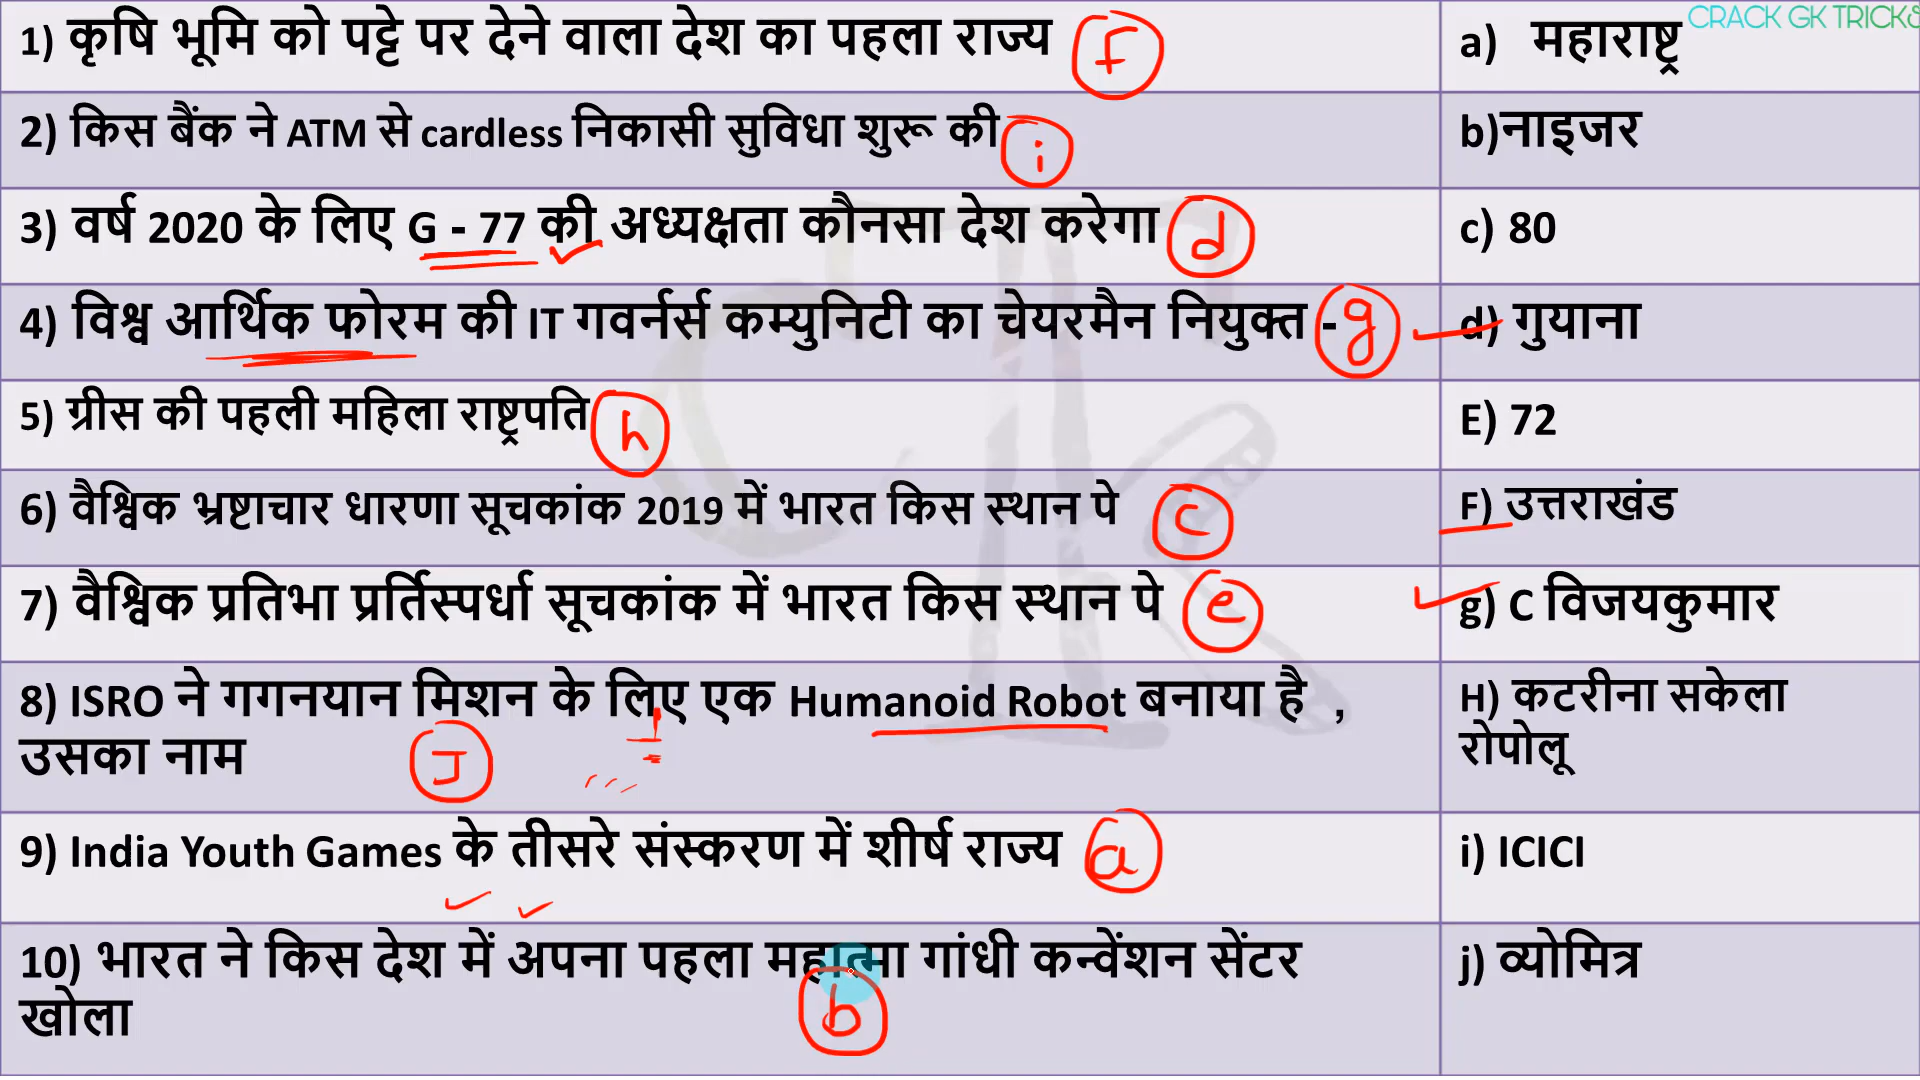 CRACK GK TRICKS
1) कृषि भूमि को पट्टे पर देने वाला देश का पहला राज्य f
a) महाराष्ट्र
2) किस बैंक ने ATM से cardless निकासी सुविधा शुरू की i
b)नाइजर
3) वर्ष 2020 के लिए G - 77 की अध्यक्षता कौनसा देश करेगा d
c) 80
4) विश्व आर्थिक फोरम की IT गवर्नर्स कम्युनिटी का चेयरमैन नियुक्त - g
d) गुयाना
5) ग्रीस की पहली महिला राष्ट्रपति h
E) 72
6) वैश्विक भ्रष्टाचार धारणा सूचकांक 2019 में भारत किस स्थान पे c
F) उत्तराखंड
7) वैश्विक प्रतिभा प्रर्तिस्पर्धा सूचकांक में भारत किस स्थान पे e
g) C विजयकुमार
8) ISRO ने गगनयान मिशन के लिए एक Humanoid Robot बनाया है ,
उसका नाम J
H) कटरीना सकेला
रोपोलू
9) India Youth Games के तीसरे संस्करण में शीर्ष राज्य a
i) ICICI
10) भारत ने किस देश में अपना पहला महात्मा गांधी कन्वेंशन सेंटर
खोला b
j) व्योमित्र